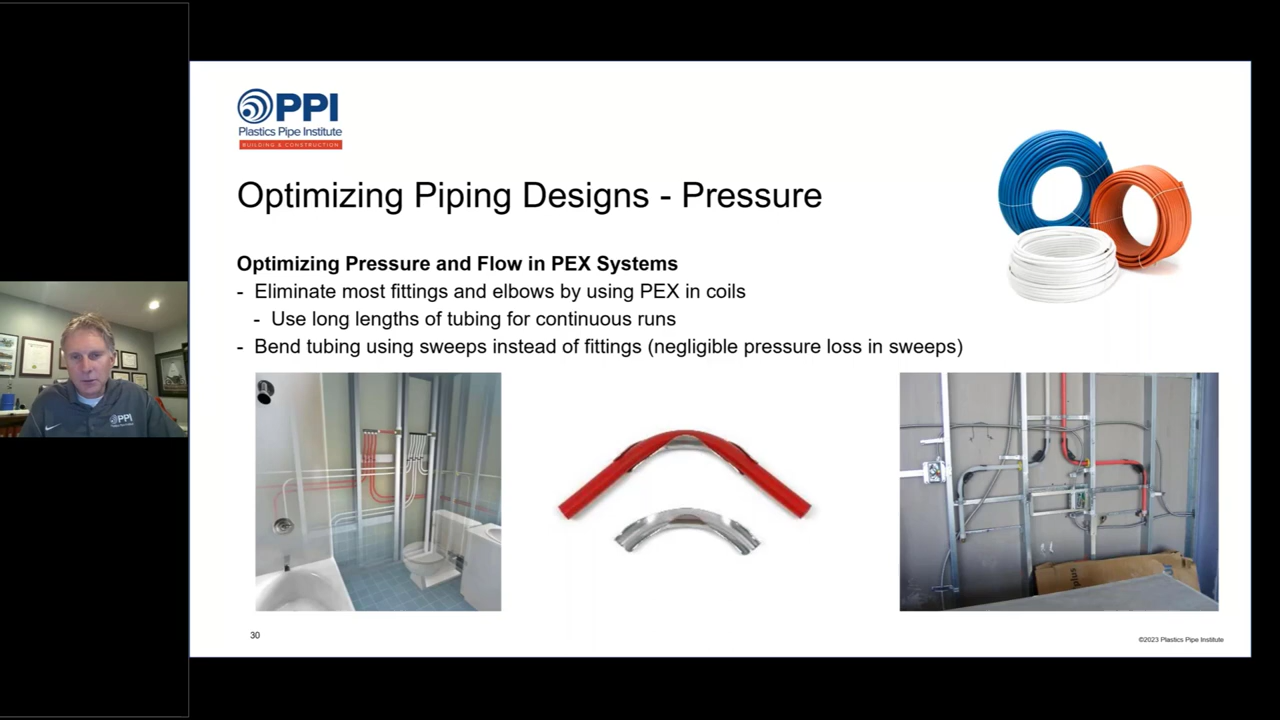 PPI
Plastics Pipe Institute
BUILDING & CONSTRUCTION
Optimizing Piping Designs - Pressure
Optimizing Pressure and Flow in PEX Systems
- Eliminate most fittings and elbows by using PEX in coils
- Use long lengths of tubing for continuous runs
- Bend tubing using sweeps instead of fittings (negligible pressure loss in sweeps)
PPI
30
©2023 Plastics Pipe Institute